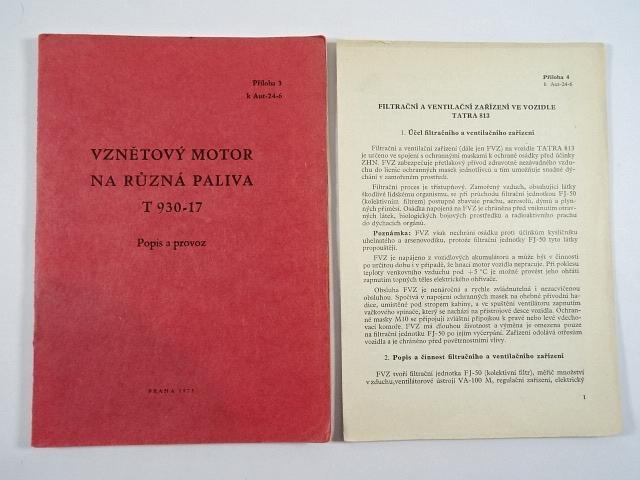 Příloha 3
k Aut-24-6
VZNĚTOVÝ MOTOR
NA RŮZNÁ PALIVA
T 930-17
Popis a provoz
PRAHA 1973
Příloha 4
k Aut-24-6
FILTRAČNÍ A VENTILAČNÍ ZAŘÍZENÍ VE VOZIDLE
TATRA 813
1. Účel filtračního a ventilačního zařízení
Filtrační a ventilační zařízení (dále jen FVZ) na vozidle TATRA 813
je určeno ve spojení s ochrannými maskami k ochraně osádky před účinky
ZHN. FVZ zabezpečuje přetlakový přívod zdravotně nezávadného vzdu-
chu do lícnic ochranných masek jednotlivců a tím umožňuje snadné dý-
chání v zamořeném prostředí.
Filtrační proces je třístupňový. Zamořený vzduch, obsahující látky
škodlivé lidskému organismu, se při průchodu filtrační jednotkou FJ-50
(kolektivním filtrem) postupně zbavuje prachu, aerosolů, dýmů a plyn-
ných příměsí. Osádka napojená na FVZ je chráněna před vniknutím otrav-
ných látek, biologických bojových prostředků a radioaktivního prachu
do dýchacích orgánů.
Poznámka: FVZ však nechrání osádku proti účinkům kysličníku
uhelnatého a arsenovodíku, protože filtrační jednotky FJ-50 tyto látky
propouštějí.
FVZ je napájeno z vozidlových akumulátorů a může být v činnosti
po určitou dobu i v případě, že hnací motor vozidla nepracuje. Při poklesu
teploty venkovního vzduchu pod +5 °C je možné provést jeho ohřátí
zapnutím topných těles elektrického ohřívače.
Obsluha FVZ je nenáročná a rychle zvládnutelná i nezacvičenou
obsluhou. Spočívá v napojení ochranných masek na ohebné přívodní ha-
dice, umístěné pod stropem kabiny, a ve spuštění ventilátoru zapnutím
vačkového spínače, který se nachází na přístrojové desce vozidla. Ochran-
né masky M10 se připojují zvláštní přípojkou k pravé nebo levé vdecho-
vací komoře. FVZ má dlouhou životnost a výměna je omezena pouze
na filtrační jednotku FJ-50 po jejím vyčerpání. Zařízení odolává otřesům
vozidla a je chráněno před povětrnostními vlivy.
2. Popis a činnost filtračního a ventilačního zařízení
FVZ tvoří filtrační jednotka FJ-50 (kolektivní filtr), měřič množství
vzduchu, ventilátorové ústrojí VA-100 M, regulační zařízení, elektrický
1